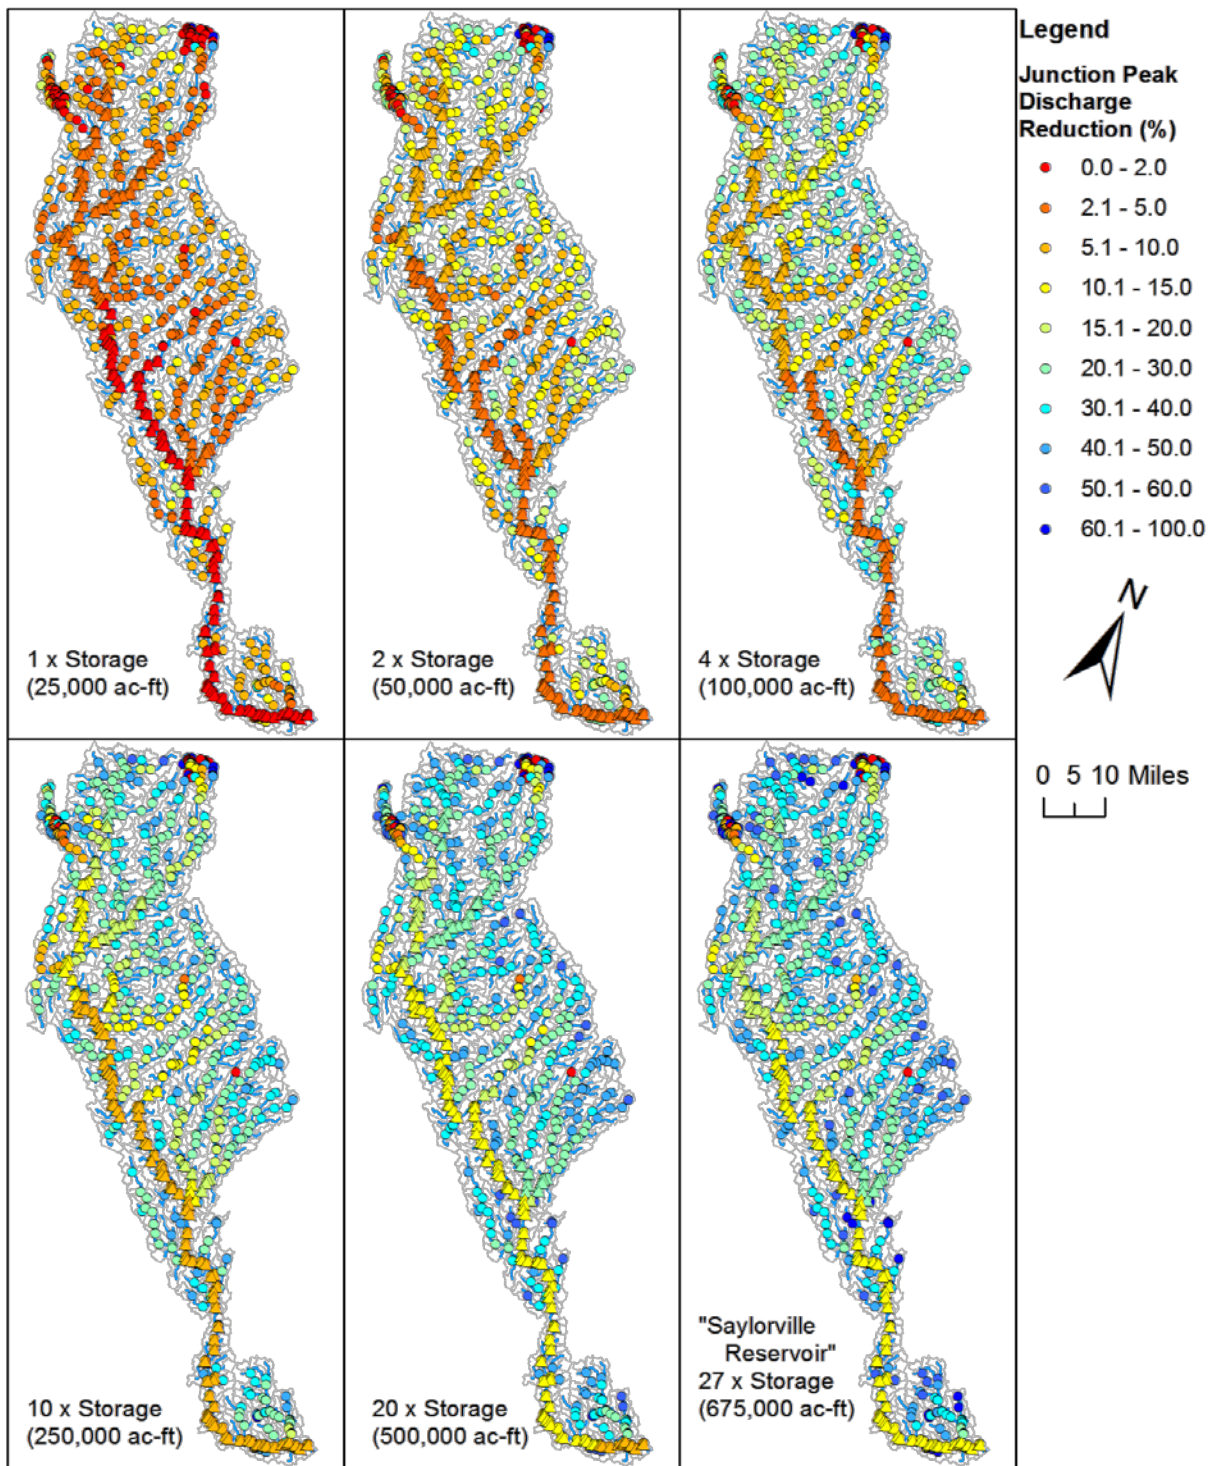 Legend
Junction Peak
Discharge
Reduction (%)
0.0 - 2.0
2.1 - 5.0
5.1 - 10.0
10.1 - 15.0
15.1 - 20.0
20.1 - 30.0
30.1 - 40.0
40.1 - 50.0
50.1 - 60.0
60.1 - 100.0
N
0 5 10 Miles
1 x Storage
(25,000 ac-ft)
2 x Storage
(50,000 ac-ft)
4 x Storage
(100,000 ac-ft)
10 x Storage
(250,000 ac-ft)
20 x Storage
(500,000 ac-ft)
"Saylorville
Reservoir"
27 x Storage
(675,000 ac-ft)